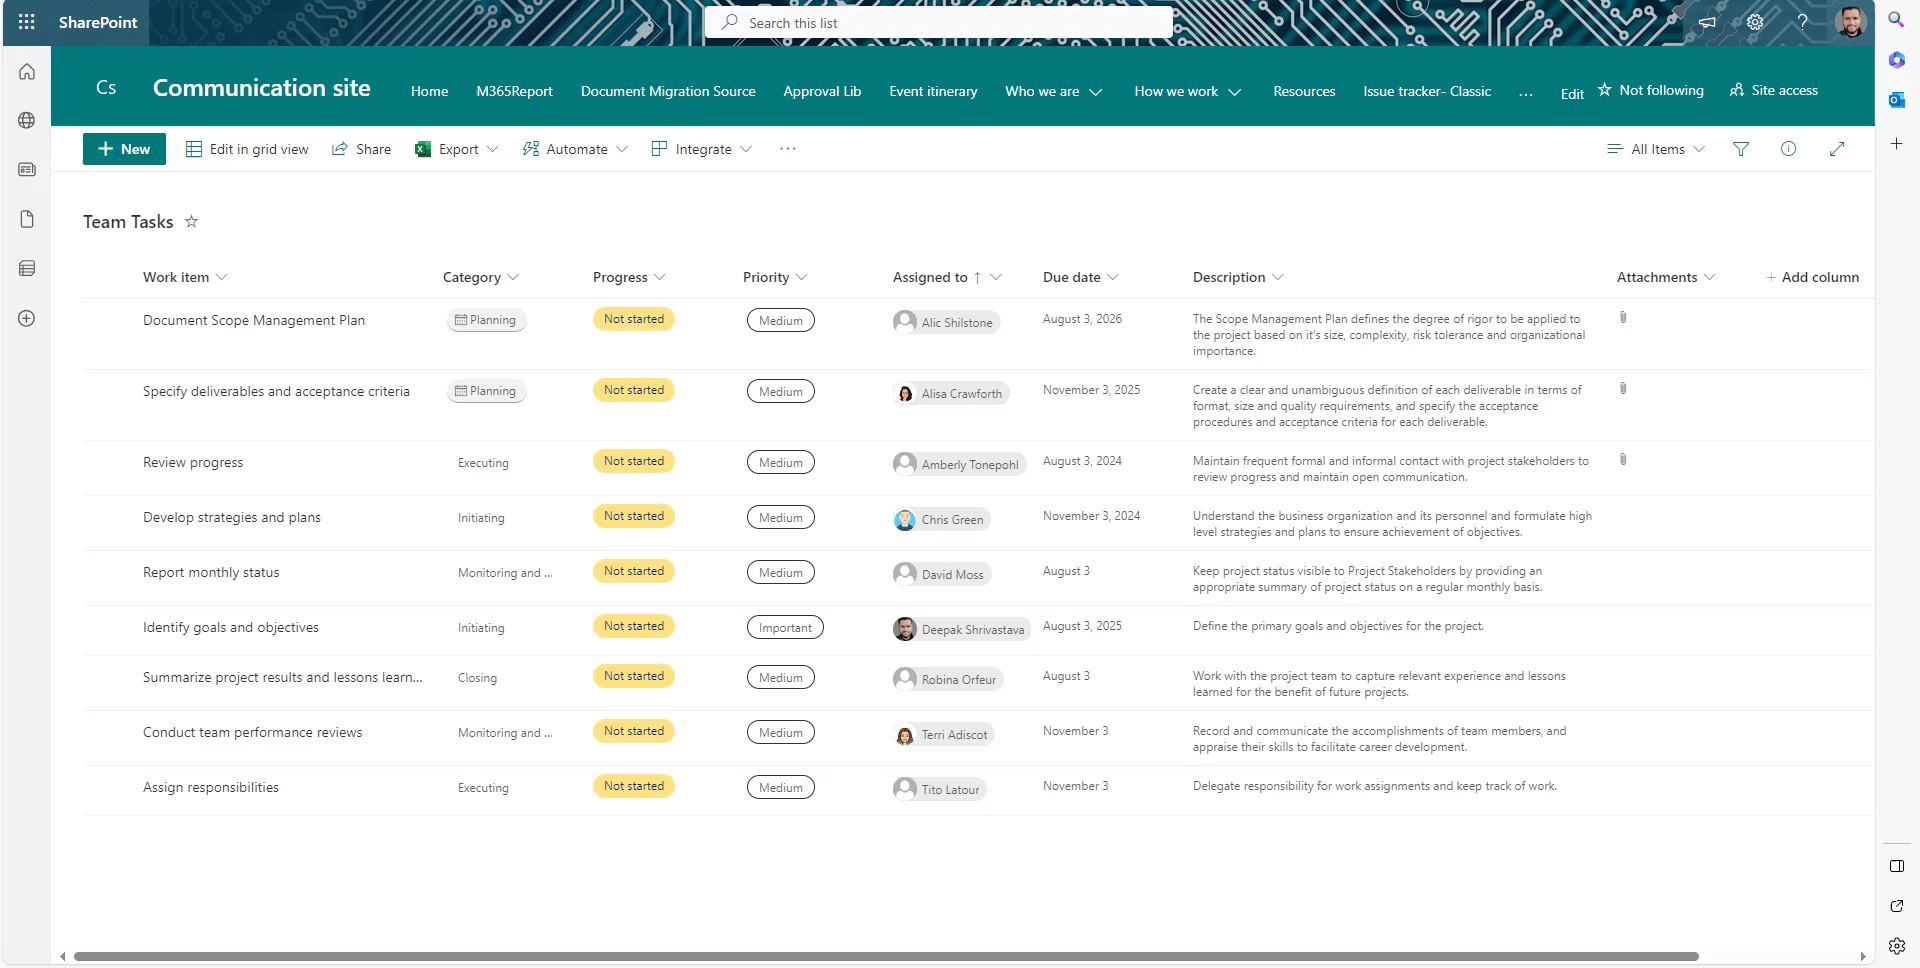 SharePoint
Search this list
?
Cs
Communication site
Home
M365Report
Document Migration Source
Approval Lib
Event itinerary
Who we are
How we work
Resources
Issue tracker- Classic
...
Edit
Not following
Site access
+ New
Edit in grid view
Share
Export
Automate
Integrate
...
All Items
Team Tasks
Work item
Category
Progress
Priority
Assigned to ↑
Due date
Description
Attachments
+ Add column
Document Scope Management Plan
Planning
Not started
Medium
Alic Shilstone
August 3, 2026
The Scope Management Plan defines the degree of rigor to be applied to
the project based on it's size, complexity, risk tolerance and organizational
importance.
Specify deliverables and acceptance criteria
Planning
Not started
Medium
Alisa Crawforth
November 3, 2025
Create a clear and unambiguous definition of each deliverable in terms of
format, size and quality requirements, and specify the acceptance
procedures and acceptance criteria for each deliverable.
Review progress
Executing
Not started
Medium
Amberly Tonepohl
August 3, 2024
Maintain frequent formal and informal contact with project stakeholders to
review progress and maintain open communication.
Develop strategies and plans
Initiating
Not started
Medium
Chris Green
November 3, 2024
Understand the business organization and its personnel and formulate high
level strategies and plans to ensure achievement of objectives.
Report monthly status
Monitoring and ...
Not started
Medium
David Moss
August 3
Keep project status visible to Project Stakeholders by providing an
appropriate summary of project status on a regular monthly basis.
Identify goals and objectives
Initiating
Not started
Important
Deepak Shrivastava
August 3, 2025
Define the primary goals and objectives for the project.
Summarize project results and lessons learn...
Closing
Not started
Medium
Robina Orfeur
August 3
Work with the project team to capture relevant experience and lessons
learned for the benefit of future projects.
Conduct team performance reviews
Monitoring and ...
Not started
Medium
Terri Adiscot
November 3
Record and communicate the accomplishments of team members, and
appraise their skills to facilitate career development.
Assign responsibilities
Executing
Not started
Medium
Tito Latour
November 3
Delegate responsibility for work assignments and keep track of work.